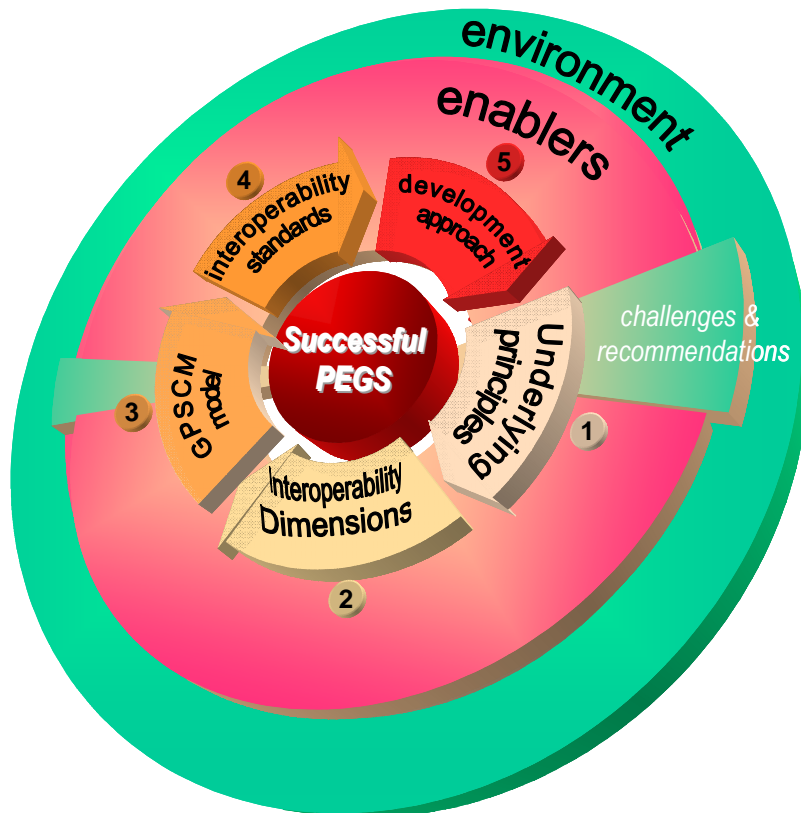 environment
enablers
5
development
approach
4
interoperability
standards
challenges &
recommendations
Successful
PEGS
Underlying
principles
1
GPSCM
model
3
Interoperability
Dimensions
2